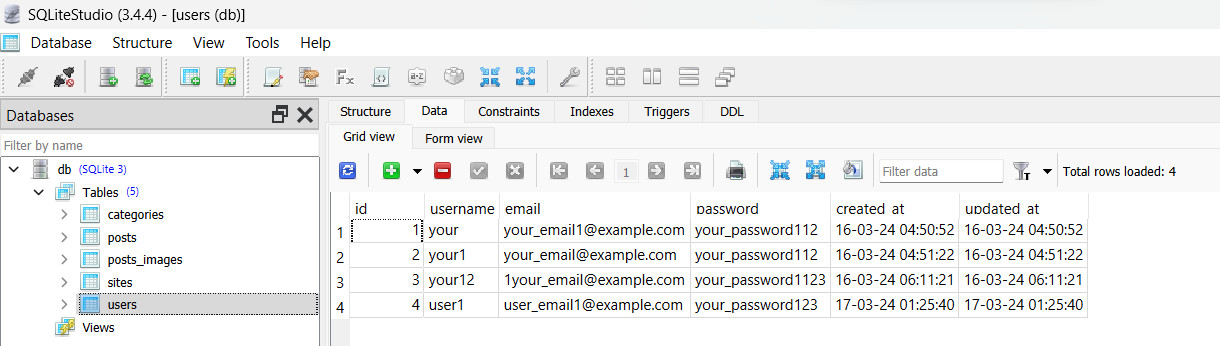 SQLiteStudio (3.4.4) - [users (db)]
Database Structure View Tools Help
Databases
Filter by name
db (SQLite 3)
Tables (5)
categories
posts
posts_images
sites
users
Views
Structure Data Constraints Indexes Triggers DDL
Grid view Form view
1 Filter data Total rows loaded: 4
id username email password created_at updated_at
1 1 your your_email1@example.com your_password112 16-03-24 04:50:52 16-03-24 04:50:52
2 2 your1 your_email@example.com your_password112 16-03-24 04:51:22 16-03-24 04:51:22
3 3 your12 1your_email@example.com your_password1123 16-03-24 06:11:21 16-03-24 06:11:21
4 4 user1 user_email1@example.com your_password123 17-03-24 01:25:40 17-03-24 01:25:40